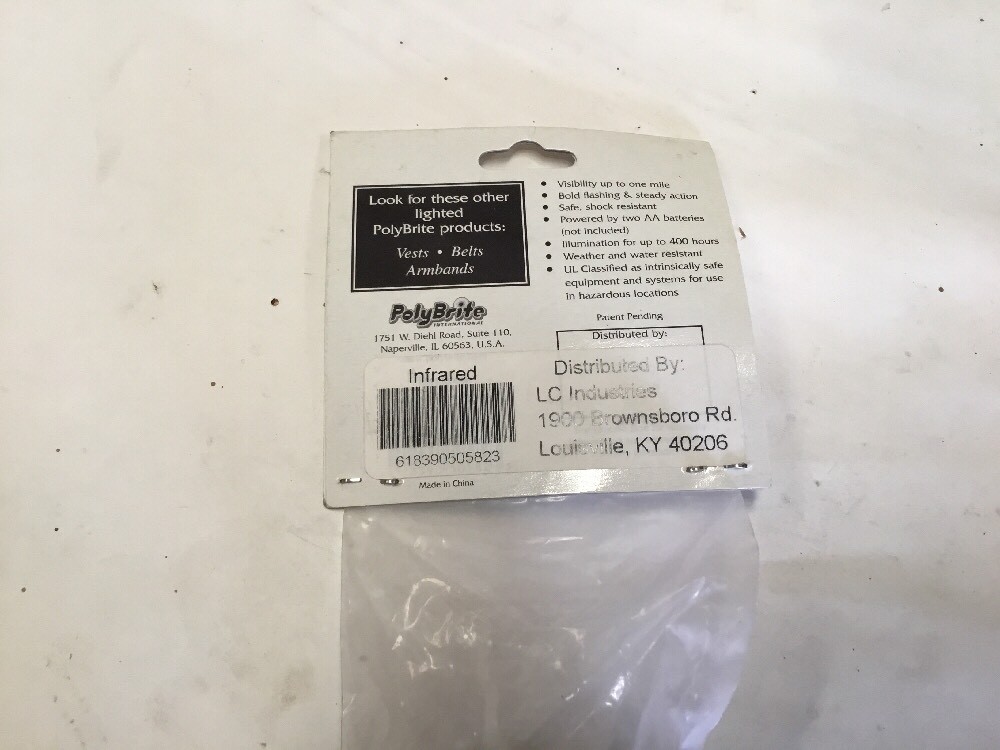 Look for these other
lighted
PolyBrite products:
Vests • Belts
Armbands
PolyBrite
INTERNATIONAL
1751 W. Diehl Road, Suite 110,
Naperville, IL 60563, U.S.A.
• Visibility up to one mile
• Bold flashing & steady action
• Safe, shock resistant
• Powered by two AA batteries
(not included)
• Illumination for up to 400 hours
• Weather and water resistant
• UL Classified as intrinsically safe
equipment and systems for use
in hazardous locations
Patent Pending
Distributed by:
Infrared
618390505823
Distributed By:
LC Industries
1900 Brownsboro Rd.
Louisville, KY 40206
Made in China